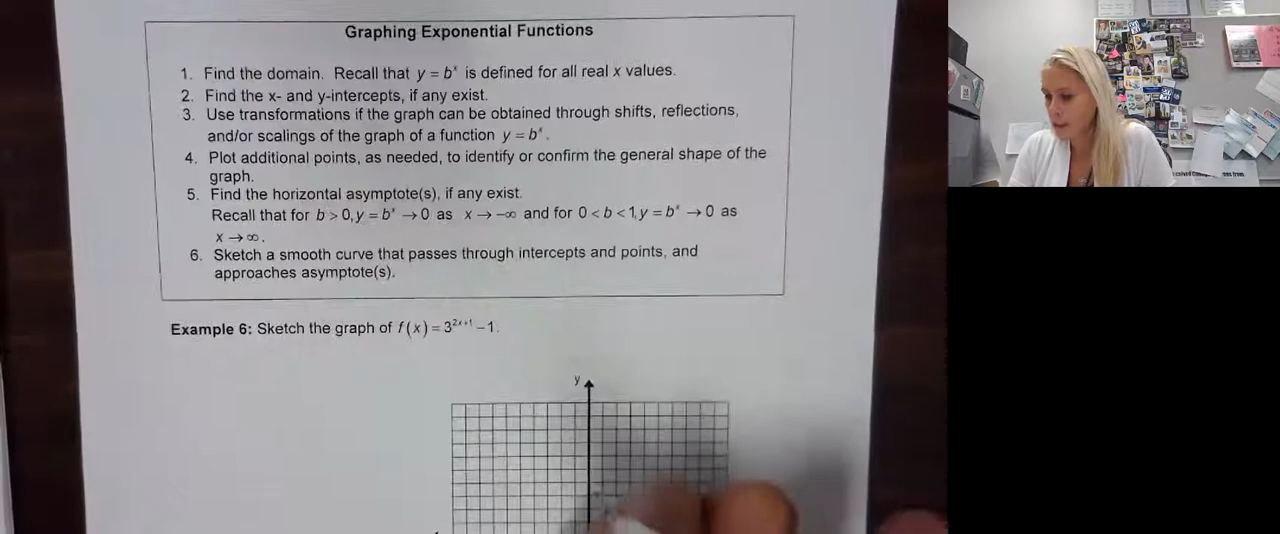 Graphing Exponential Functions
1. Find the domain. Recall that y = bˣ is defined for all real x values.
2. Find the x- and y-intercepts, if any exist.
3. Use transformations if the graph can be obtained through shifts, reflections,
and/or scalings of the graph of a function y = bˣ.
4. Plot additional points, as needed, to identify or confirm the general shape of the
graph.
5. Find the horizontal asymptote(s), if any exist.
Recall that for b > 0, y = bˣ → 0 as x → -∞ and for 0 < b < 1, y = bˣ → 0 as
x → ∞.
6. Sketch a smooth curve that passes through intercepts and points, and
approaches asymptote(s).
Example 6: Sketch the graph of f(x) = 3²ˣ⁺¹ − 1.
y